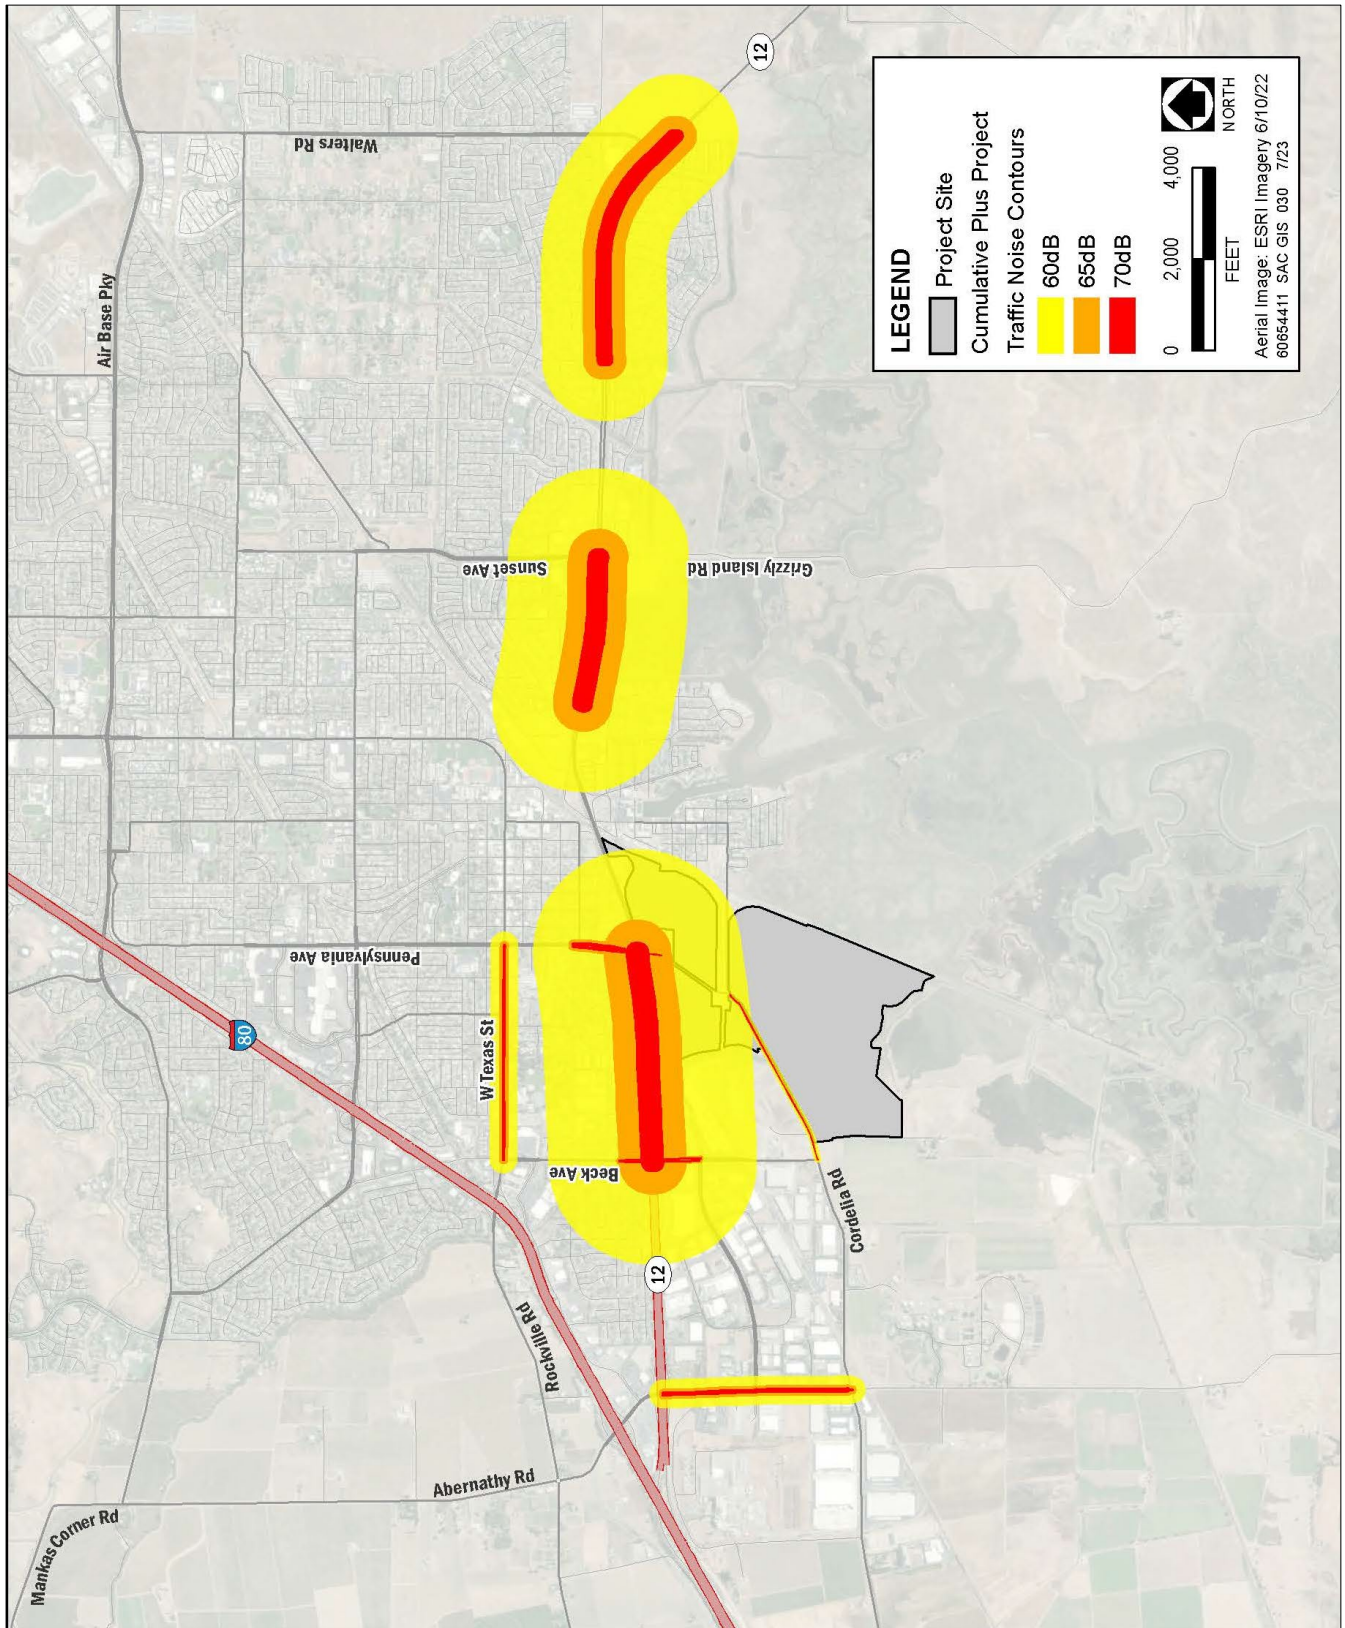 Mankas Corner Rd
Abernathy Rd
Rockville Rd
80
W Texas St
Beck Ave
Pennsylvania Ave
12
Cordelia Rd
Air Base Pky
Sunset Ave
Grizzly Island Rd
Walters Rd
12
LEGEND
Project Site
Cumulative Plus Project
Traffic Noise Contours
60dB
65dB
70dB
0 2,000 4,000
FEET
NORTH
Aerial Image: ESRI Imagery 6/10/22
60654411 SAC GIS 030 7/23